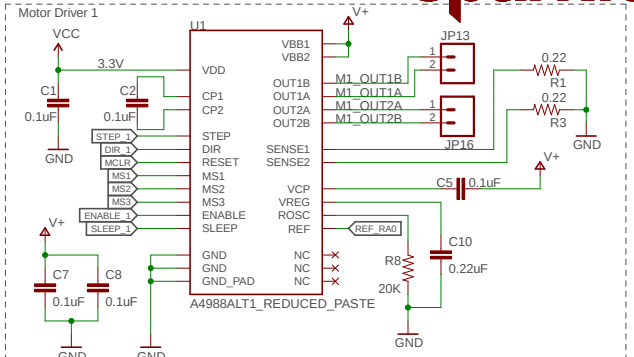 Motor Driver 1
U1
V+
VCC
3.3V
VDD
VBB1
VBB2
JP13
1
2
M1_OUT1B
M1_OUT1A
M1_OUT2A
M1_OUT2B
OUT1B
OUT1A
OUT2A
OUT2B
1
2
JP16
0.22
R1
0.22
R3
GND
C1
0.1uF
GND
C2
0.1uF
CP1
CP2
STEP_1
DIR_1
MCLR
MS1
MS2
MS3
ENABLE_1
SLEEP_1
STEP
DIR
RESET
MS1
MS2
MS3
ENABLE
SLEEP
GND
GND
GND_PAD
SENSE1
SENSE2
VCP
VREG
ROSC
REF
NC
NC
NC
C5
0.1uF
V+
REF_RA0
C10
0.22uF
R8
20K
GND
V+
C7
0.1uF
C8
0.1uF
GND
GND
A4988ALT1_REDUCED_PASTE